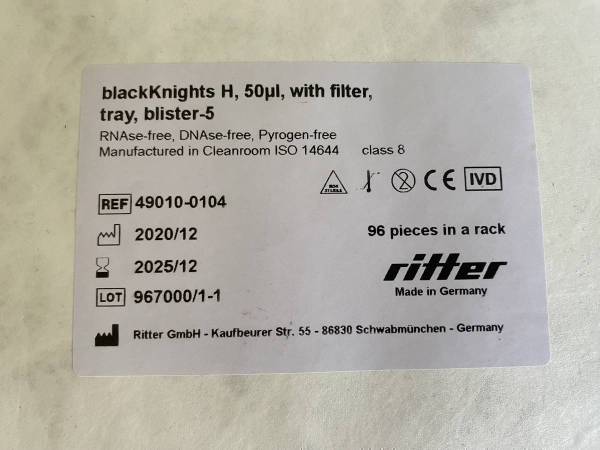 blackKnights H, 50µl, with filter,
tray, blister-5
RNAse-free, DNAse-free, Pyrogen-free
Manufactured in Cleanroom ISO 14644 class 8
NON STERILE
CE IVD
REF 49010-0104
2020/12
96 pieces in a rack
2025/12
ritter
Made in Germany
LOT 967000/1-1
Ritter GmbH - Kaufbeurer Str. 55 - 86830 Schwabmünchen - Germany